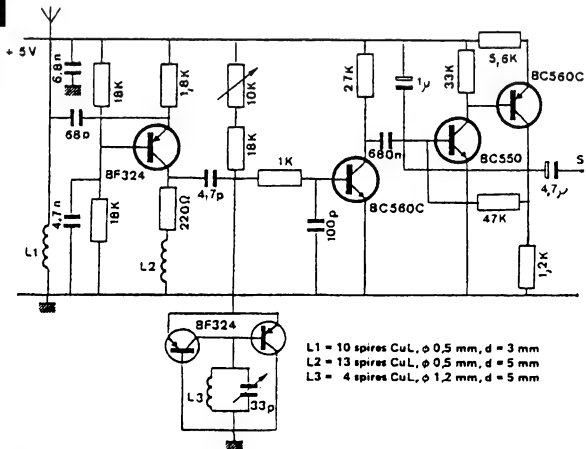 + 5V
6,8n
18K
1,8K
10K
27K
1µ
33K
5,6K
BC560C
68p
18K
680n
BC550
S
BF324
4,7p
1K
4,7µ
4,7n
18K
220Ω
100p
BC560C
47K
L1
L2
1,2K
BF324
L3
33p
L1 = 10 spires CuL, ϕ 0,5 mm, d = 3 mm
L2 = 13 spires CuL, ϕ 0,5 mm, d = 5 mm
L3 = 4 spires CuL, ϕ 1,2 mm, d = 5 mm